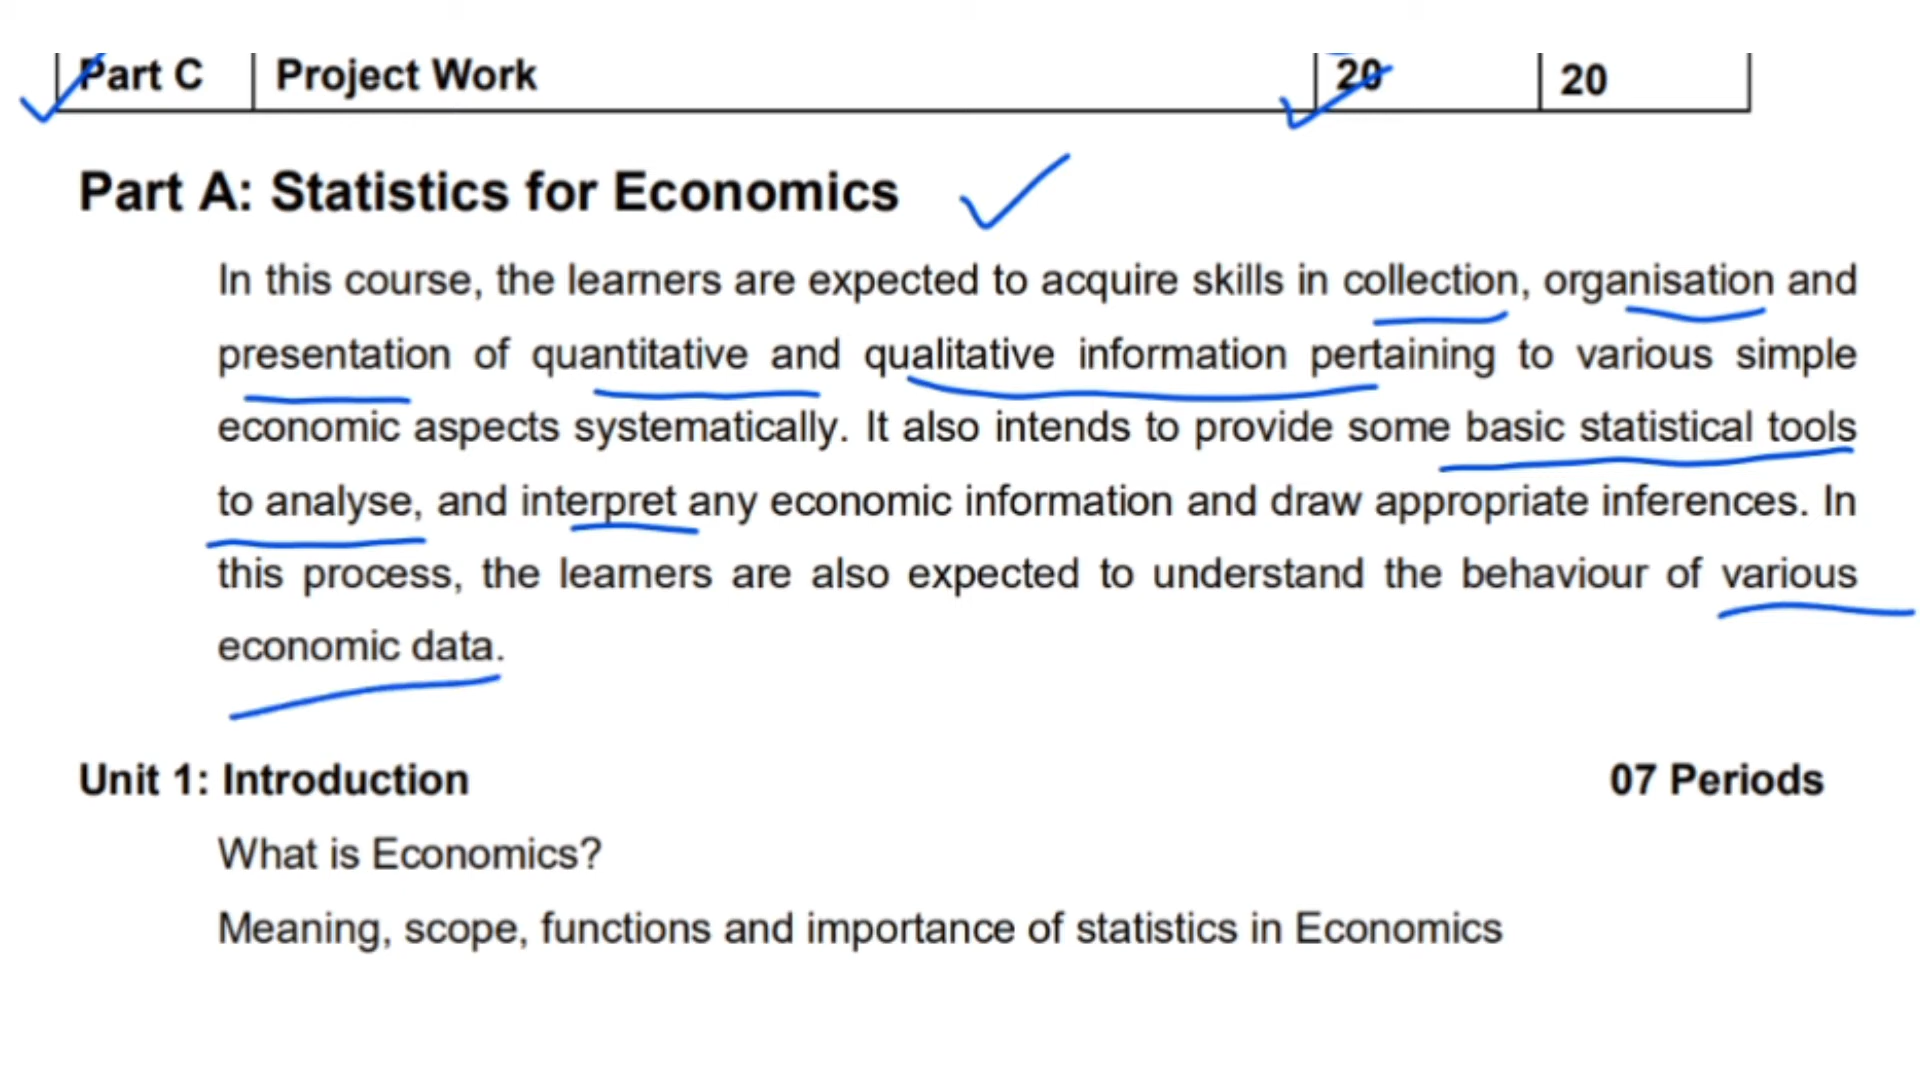 Part C Project Work 20 20
Part A: Statistics for Economics
In this course, the learners are expected to acquire skills in collection, organisation and
presentation of quantitative and qualitative information pertaining to various simple
economic aspects systematically. It also intends to provide some basic statistical tools
to analyse, and interpret any economic information and draw appropriate inferences. In
this process, the learners are also expected to understand the behaviour of various
economic data.
Unit 1: Introduction 07 Periods
What is Economics?
Meaning, scope, functions and importance of statistics in Economics